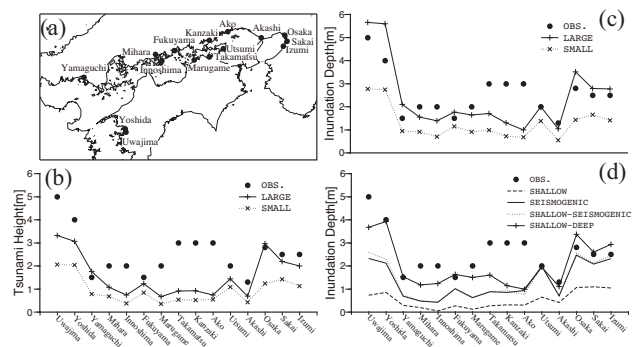 (a)
Ako
Kanzaki
Akashi
Osaka
Sakai
Izumi
Fukuyama
Mihara
Utsumi
Takamatsu
Innoshima
Marugame
Yamaguchi
Yoshida
Uwajima
(b)
Tsunami Height[m]
6
5
4
3
2
1
0
OBS.
LARGE
SMALL
Uwajima
Yoshida
Yamaguchi
Mihara
Innoshima
Fukuyama
Marugame
Takamatsu
Kanzaki
Ako
Utsumi
Akashi
Osaka
Sakai
Izumi
(c)
Inundation Depth[m]
6
5
4
3
2
1
0
OBS.
LARGE
SMALL
(d)
Inundation Depth[m]
6
5
4
3
2
1
0
OBS.
SHALLOW
SEISMOGENIC
SHALLOW-SEISMOGENIC
SHALLOW-DEEP
Uwajima
Yoshida
Yamaguchi
Mihara
Innoshima
Fukuyama
Marugame
Takamatsu
Kanzaki
Ako
Utsumi
Akashi
Osaka
Sakai
Izumi